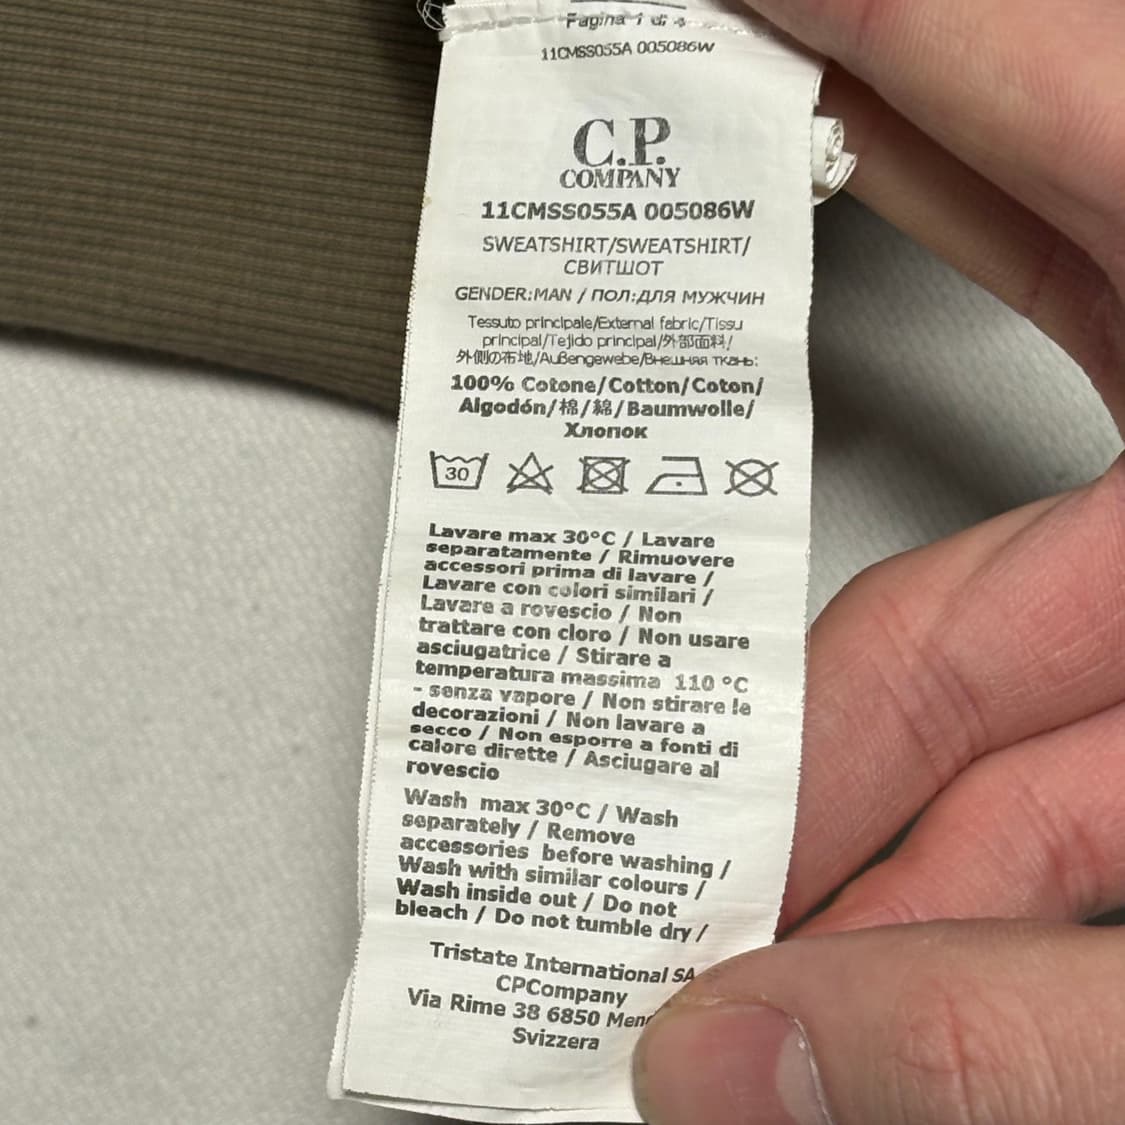 Pagina 1 di 4
11CMSS055A 005086W
C.P.
COMPANY
11CMSS055A 005086W
SWEATSHIRT/SWEATSHIRT/
СВИТШОТ
GENDER:MAN / ПОЛ:ДЛЯ МУЖЧИН
Tessuto principale/External fabric/Tissu
principal/Tejido principal/外部面料/
外側の布地/Außengewebe/Внешняя ткань:
100% Cotone/Cotton/Coton/
Algodón/棉/綿/Baumwolle/
Хлопок
30
Lavare max 30°C / Lavare
separatamente / Rimuovere
accessori prima di lavare /
Lavare con colori similari /
Lavare a rovescio / Non
trattare con cloro / Non usare
asciugatrice / Stirare a
temperatura massima 110 °C
- senza vapore / Non stirare le
decorazioni / Non lavare a
secco / Non esporre a fonti di
calore dirette / Asciugare al
rovescio
Wash max 30°C / Wash
separately / Remove
accessories before washing /
Wash with similar colours /
Wash inside out / Do not
bleach / Do not tumble dry /
Tristate International SA
CPCompany
Via Rime 38 6850
Svizzera